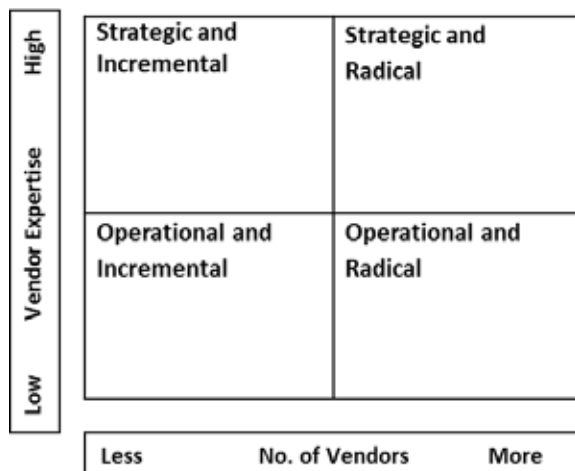 Strategic and
Incremental
Strategic and
Radical
Operational and
Incremental
Operational and
Radical
Low Vendor Expertise High
Less No. of Vendors More